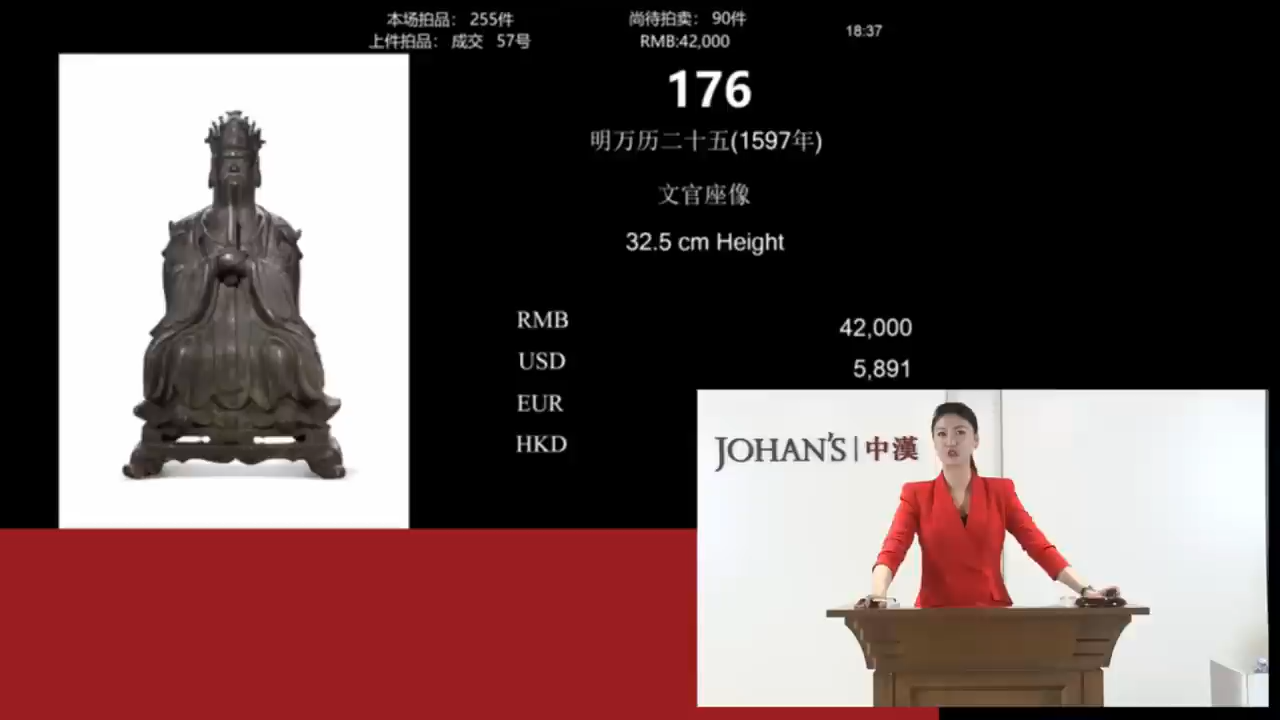 本场拍品： 255件
尚待拍卖： 90件
上件拍品： 成交 57号
RMB:42,000
18:37
176
明万历二十五(1597年)
文官座像
32.5 cm Height
RMB 42,000
USD 5,891
EUR
HKD
JOHAN'S | 中漢